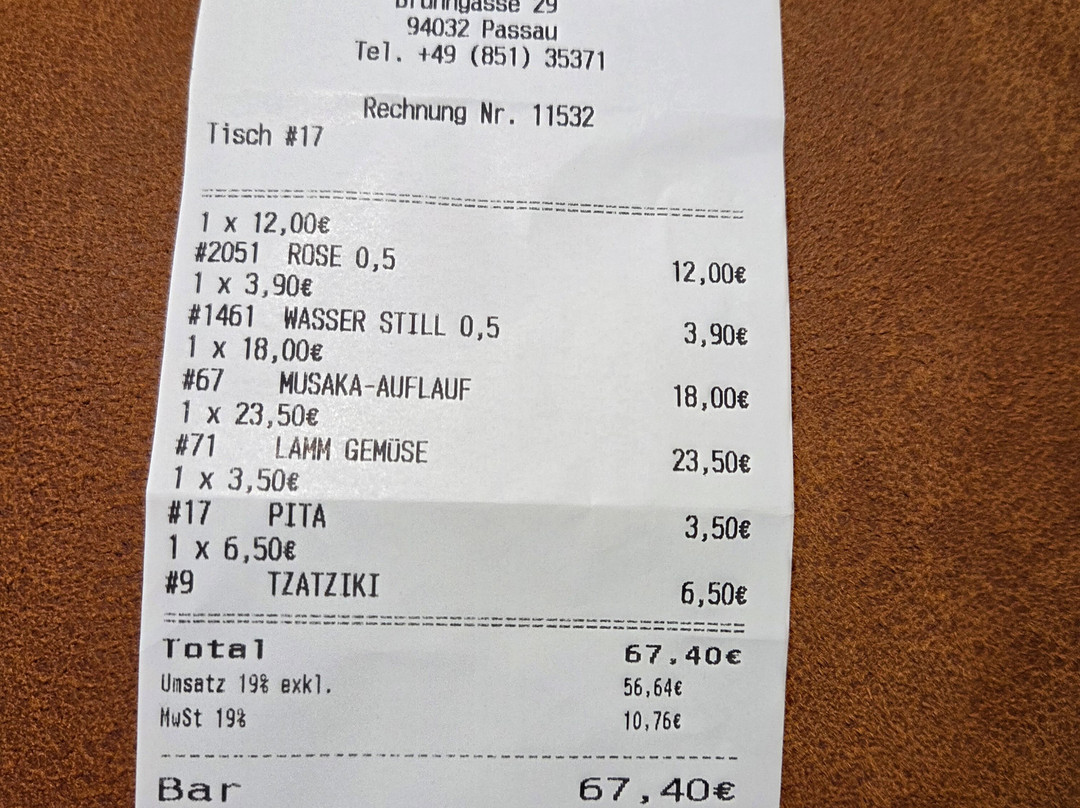 Brunngasse 29
94032 Passau
Tel. +49 (851) 35371
Rechnung Nr. 11532
Tisch #17
1 x 12,00€
#2051 ROSE 0,5 12,00€
1 x 3,90€
#1461 WASSER STILL 0,5 3,90€
1 x 18,00€
#67 MUSAKA-AUFLAUF 18,00€
1 x 23,50€
#71 LAMM GEMÜSE 23,50€
1 x 3,50€
#17 PITA 3,50€
1 x 6,50€
#9 TZATZIKI 6,50€
Total 67,40€
Umsatz 19% exkl. 56,64€
MwSt 19% 10,76€
Bar 67,40€